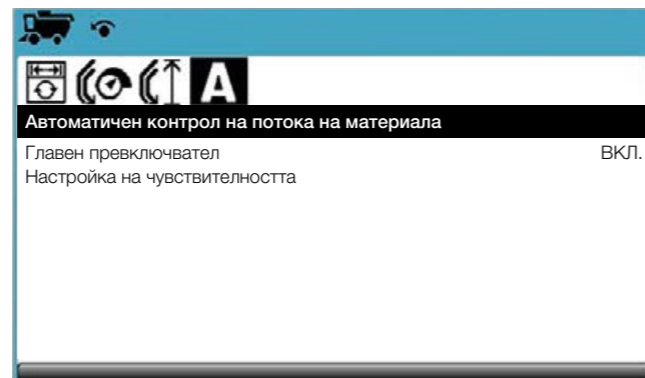 A
Автоматичен контрол на потока на материала
Главен превключвател ВКЛ.
Настройка на чувствителността